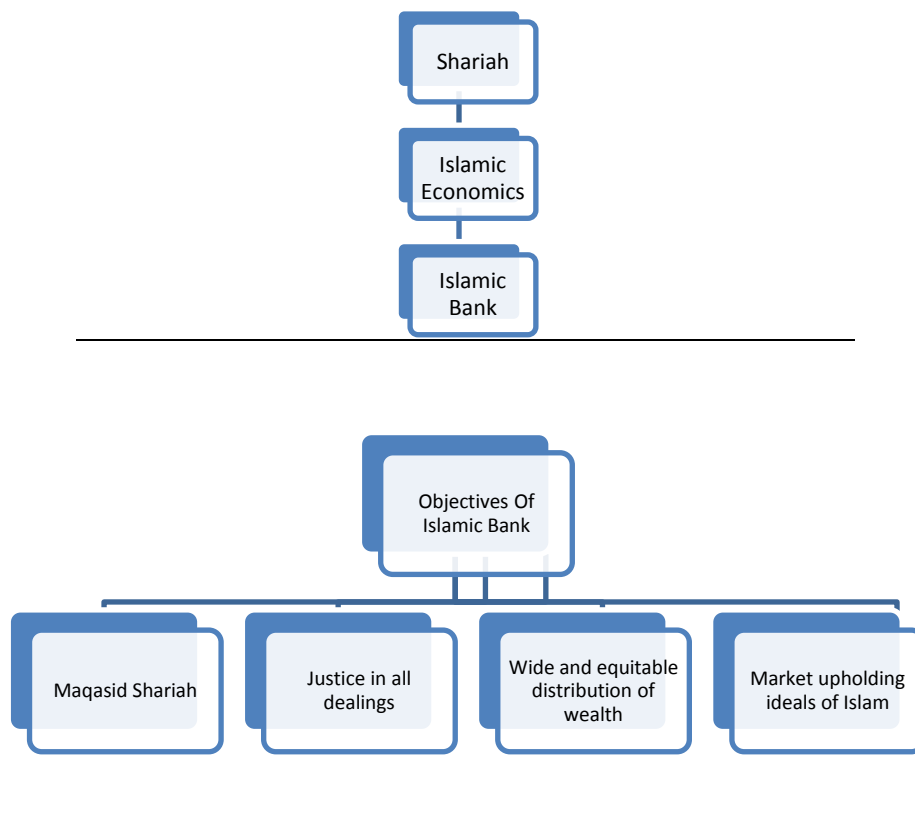 Shariah
Islamic
Economics
Islamic
Bank
Objectives Of
Islamic Bank
Maqasid Shariah
Justice in all
dealings
Wide and equitable
distribution of
wealth
Market upholding
ideals of Islam